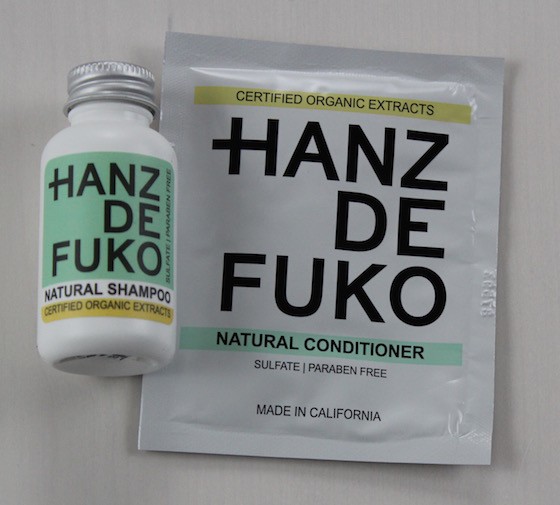 HANZ
DE
FUKO
SULFATE | PARABEN FREE
NATURAL SHAMPOO
CERTIFIED ORGANIC EXTRACTS
CERTIFIED ORGANIC EXTRACTS
HANZ
DE
FUKO
NATURAL CONDITIONER
SULFATE | PARABEN FREE
MADE IN CALIFORNIA